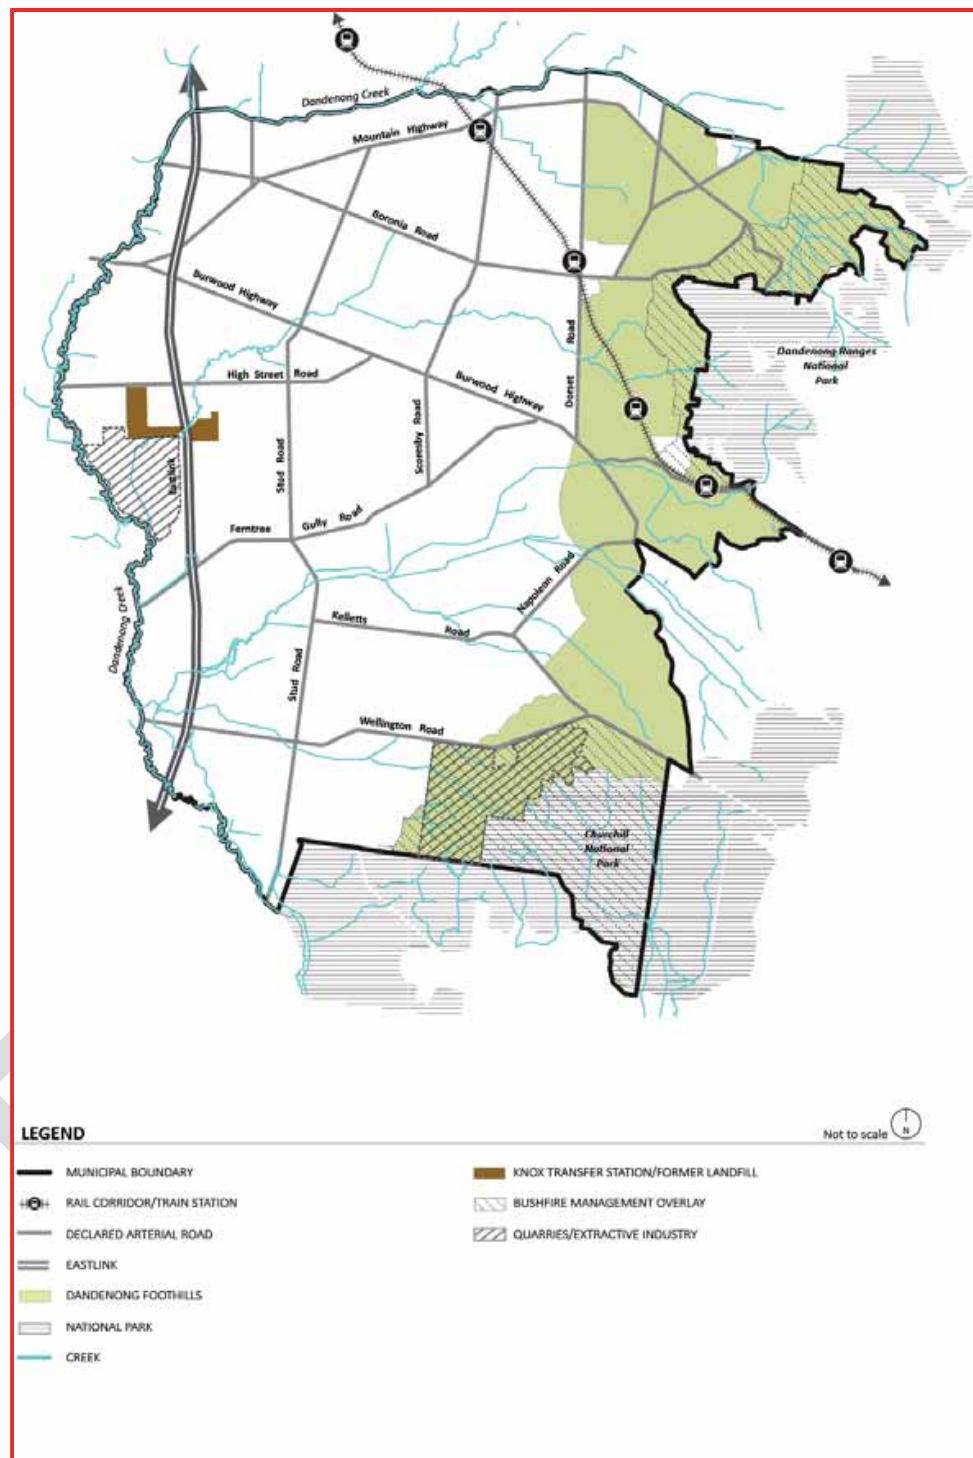 Dandenong Creek
Mountain Highway
Boronia Road
Burwood Highway
Dandenong Ranges
National
Park
High Street Road
Burwood Highway
Dorset Road
Stud Road
Scoresby Road
Eastlink
Ferntree Gully Road
Napoleon Road
Dandenong Creek
Kelletts Road
Stud Road
Wellington Road
Churchill
National
Park
LEGEND
Not to scale
N
MUNICIPAL BOUNDARY
RAIL CORRIDOR/TRAIN STATION
DECLARED ARTERIAL ROAD
EASTLINK
DANDENONG FOOTHILLS
NATIONAL PARK
CREEK
KNOX TRANSFER STATION/FORMER LANDFILL
BUSHFIRE MANAGEMENT OVERLAY
QUARRIES/EXTRACTIVE INDUSTRY